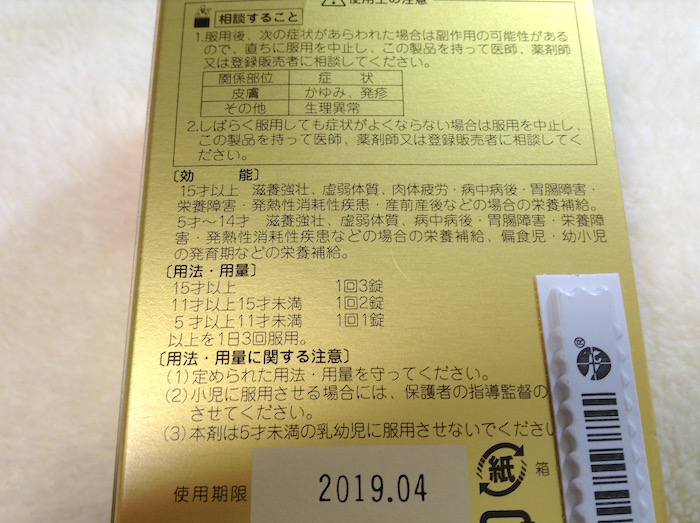 使用上の注意
相談すること
1.服用後、次の症状があらわれた場合は副作用の可能性がある
ので、直ちに服用を中止し、この製品を持って医師、薬剤師
又は登録販売者に相談してください。
関係部位 症 状
皮膚 かゆみ、発疹
その他 生理異常
2.しばらく服用しても症状がよくならない場合は服用を中止し、
この製品を持って医師、薬剤師又は登録販売者に相談してく
ださい。
〔効 能〕
15才以上 滋養強壮、虚弱体質、肉体疲労・病中病後・胃腸障害・
栄養障害・発熱性消耗性疾患・産前産後などの場合の栄養補給。
5才〜14才 滋養強壮、虚弱体質、病中病後・胃腸障害・栄養障
害・発熱性消耗性疾患などの場合の栄養補給、偏食児・幼小児
の発育期などの栄養補給。
〔用法・用量〕
15才以上 1回3錠
11才以上15才未満 1回2錠
5才以上11才未満 1回1錠
以上を1日3回服用。
〔用法・用量に関する注意〕
(1)定められた用法・用量を守ってください。
(2)小児に服用させる場合には、保護者の指導監督の
させてください。
(3)本剤は5才未満の乳幼児に服用させないでくださ
使用期限 2019.04
紙 箱
®